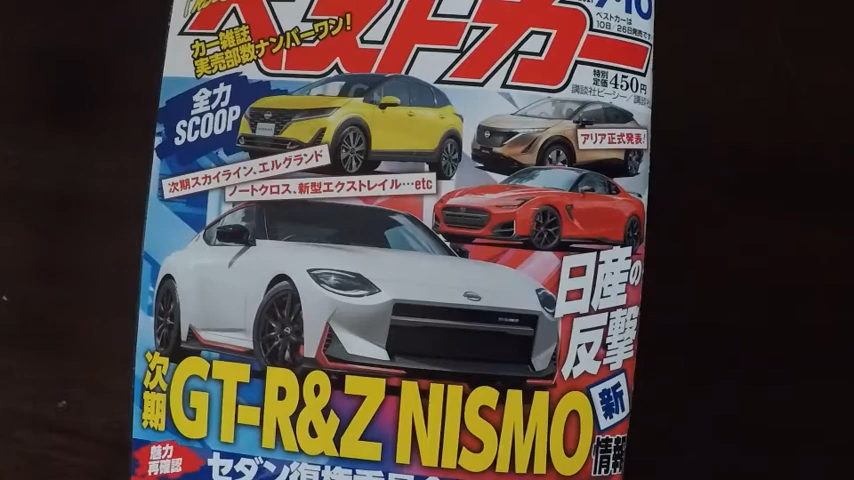 ベストカー
カー雑誌
実売部数ナンバーワン!
ベストカーは
10日/26日発売です
特別
定価 450円
講談社ビーシー/講談社
全力
SCOOP
アリア正式発表!
次期スカイライン、エルグランド
ノートクロス、新型エクストレイル…etc
日産の
反撃
次期
GT-R&Z NISMO
新
情報
魅力
再確認